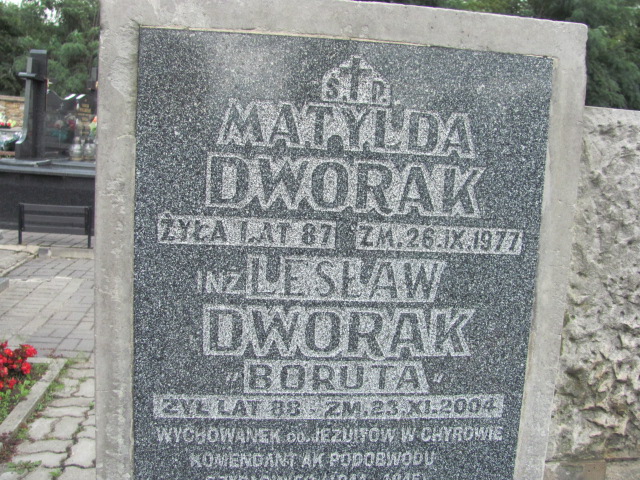 Ś.P.
MATYLDA
DWORAK
ŻYŁA LAT 87 ZM. 26.IX.1977
INŻ LESŁAW
DWORAK
„BORUTA"
ŻYŁ LAT 88 - ZM. 23.XI.2004
WYCHOWANEK OO. JEZUITÓW W CHYROWIE
KOMENDANT AK PODOBWODU